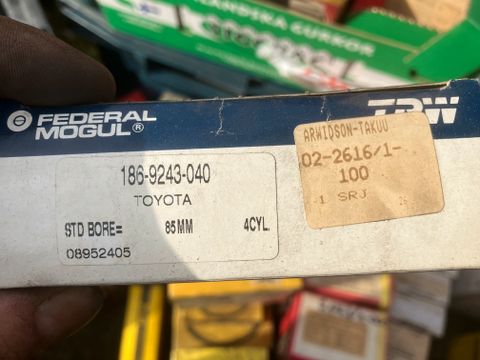 FEDERAL
MOGUL®
TRW
186-9243-040
TOYOTA
STD BORE= 85MM 4CYL.
08952405
ARWIDSON-TAKUU
02-2616/1-
100
1 SRJ